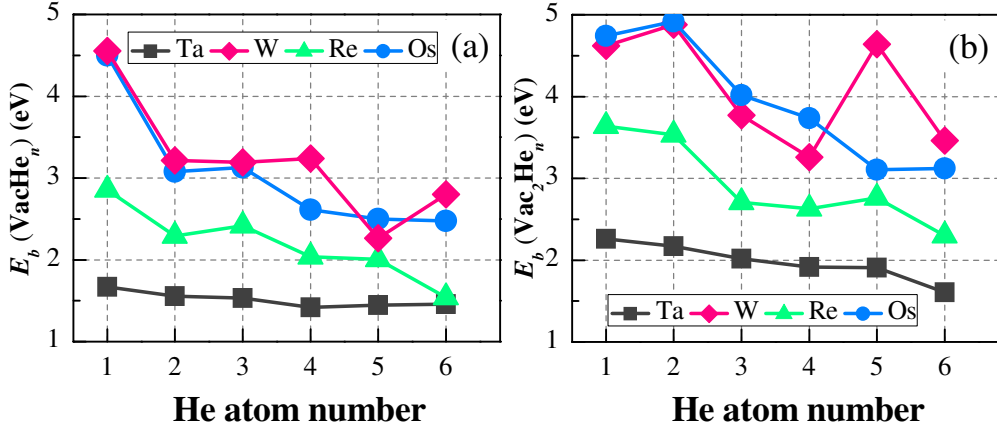 5
4
3
2
1
E_b (VacHe_n) (eV)
Ta W Re Os
(a)
1 2 3 4 5 6
He atom number
5
4
3
2
1
E_b (Vac_2He_n) (eV)
(b)
Ta W Re Os
1 2 3 4 5 6
He atom number